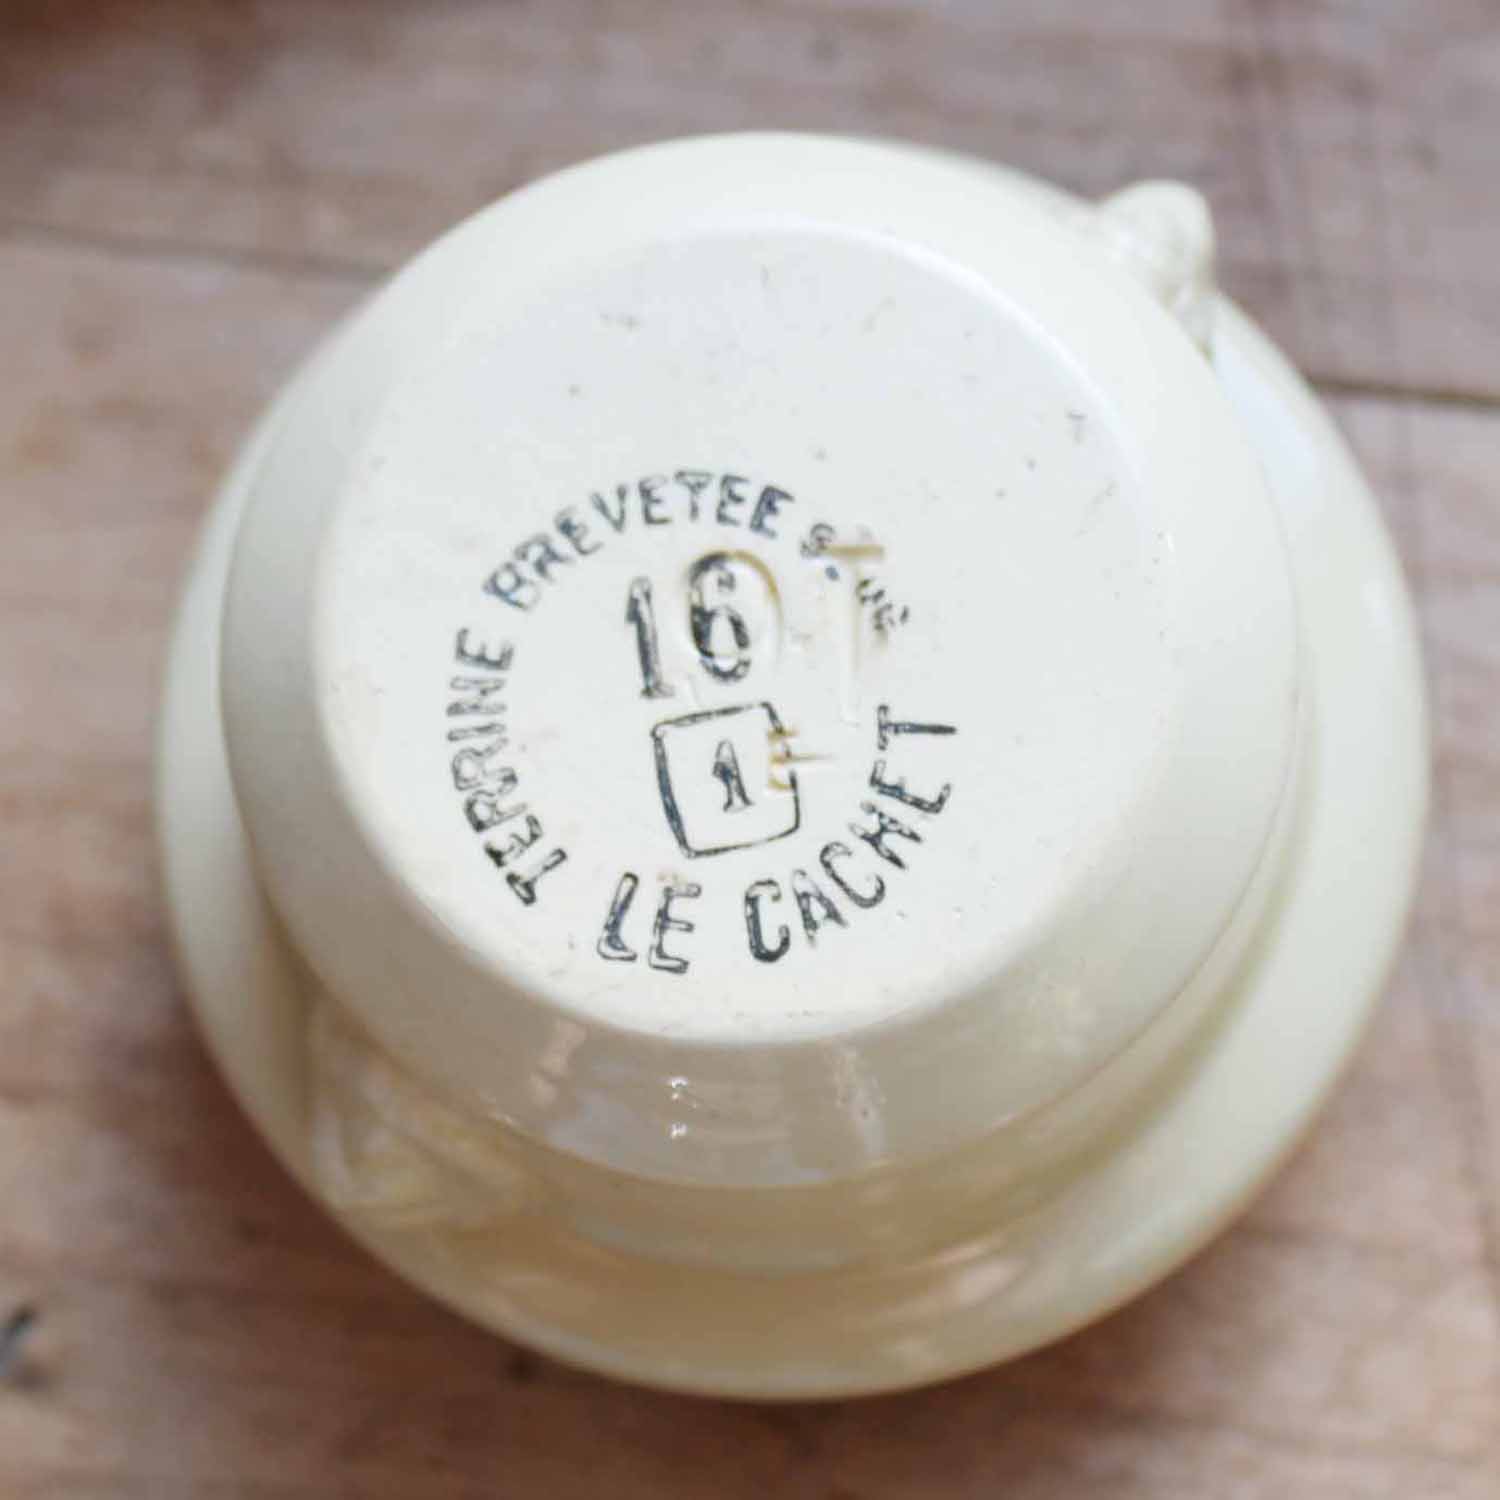 TERRINE BREVETEE
16
1
LE CACHET